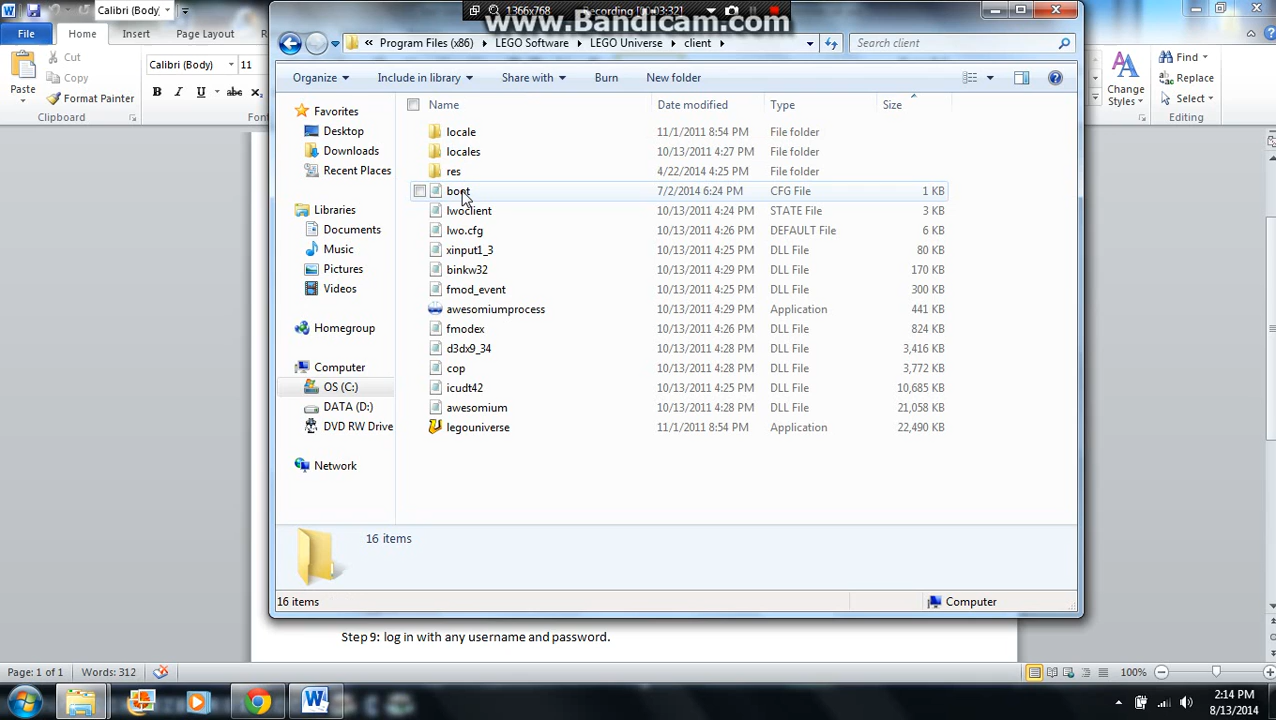 Calibri (Body)
1366x768
Recording [00:03:32]
www.Bandicam.com
File
Home
Insert
Page Layout
Program Files (x86)
LEGO Software
LEGO Universe
client
Search client
Cut
Copy
Format Painter
Paste
Clipboard
Calibri (Body)
11
B I U abc
Find
Replace
Select
Change
Styles
Editing
Organize
Include in library
Share with
Burn
New folder
Favorites
Desktop
Downloads
Recent Places
Libraries
Documents
Music
Pictures
Videos
Homegroup
Computer
OS (C:)
DATA (D:)
DVD RW Drive
Network
Name Date modified Type Size
locale 11/1/2011 8:54 PM File folder
locales 10/13/2011 4:27 PM File folder
res 4/22/2014 4:25 PM File folder
boot 7/2/2014 6:24 PM CFG File 1 KB
lwoclient 10/13/2011 4:24 PM STATE File 3 KB
lwo.cfg 10/13/2011 4:26 PM DEFAULT File 6 KB
xinput1_3 10/13/2011 4:25 PM DLL File 80 KB
binkw32 10/13/2011 4:29 PM DLL File 170 KB
fmod_event 10/13/2011 4:25 PM DLL File 300 KB
awesomiumprocess 10/13/2011 4:29 PM Application 441 KB
fmodex 10/13/2011 4:26 PM DLL File 824 KB
d3dx9_34 10/13/2011 4:28 PM DLL File 3,416 KB
cop 10/13/2011 4:28 PM DLL File 3,772 KB
icudt42 10/13/2011 4:25 PM DLL File 10,685 KB
awesomium 10/13/2011 4:28 PM DLL File 21,058 KB
legouniverse 11/1/2011 8:54 PM Application 22,490 KB
16 items
16 items
Computer
Step 9: log in with any username and password.
Page: 1 of 1
Words: 312
100%
2:14 PM
8/13/2014